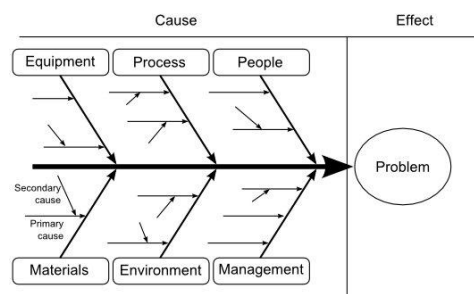 Cause
Effect
Equipment
Process
People
Problem
Secondary
cause
Primary
cause
Materials
Environment
Management